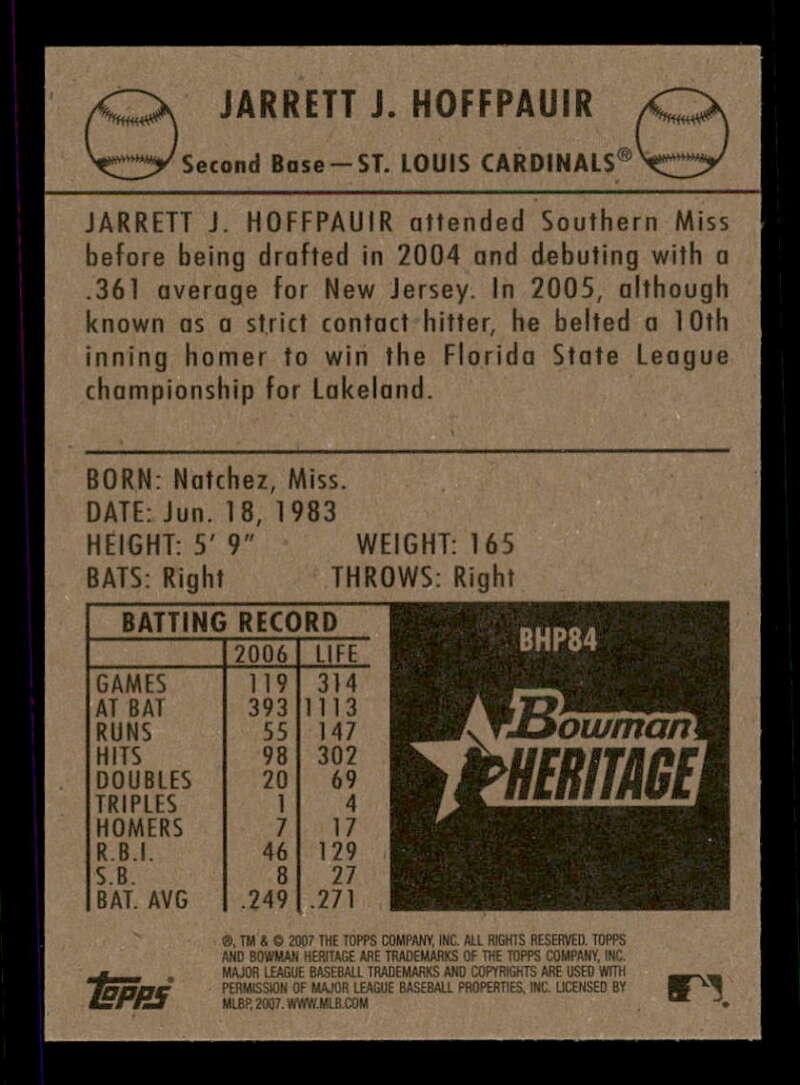 JARRETT J. HOFFPAUIR
Second Base—ST. LOUIS CARDINALS®
JARRETT J. HOFFPAUIR attended Southern Miss
before being drafted in 2004 and debuting with a
.361 average for New Jersey. In 2005, although
known as a strict contact hitter, he belted a 10th
inning homer to win the Florida State League
championship for Lakeland.
BORN: Natchez, Miss.
DATE: Jun. 18, 1983
HEIGHT: 5' 9" WEIGHT: 165
BATS: Right THROWS: Right
BATTING RECORD
2006 LIFE
GAMES 119 314
AT BAT 393 1113
RUNS 55 147
HITS 98 302
DOUBLES 20 69
TRIPLES 1 4
HOMERS 7 17
R.B.I. 46 129
S.B. 8 27
BAT. AVG .249 .271
BHP84
Bowman
HERITAGE
®, TM & © 2007 THE TOPPS COMPANY, INC. ALL RIGHTS RESERVED. TOPPS
AND BOWMAN HERITAGE ARE TRADEMARKS OF THE TOPPS COMPANY, INC.
MAJOR LEAGUE BASEBALL TRADEMARKS AND COPYRIGHTS ARE USED WITH
PERMISSION OF MAJOR LEAGUE BASEBALL PROPERTIES, INC. LICENSED BY
MLBP, 2007. WWW.MLB.COM
Topps